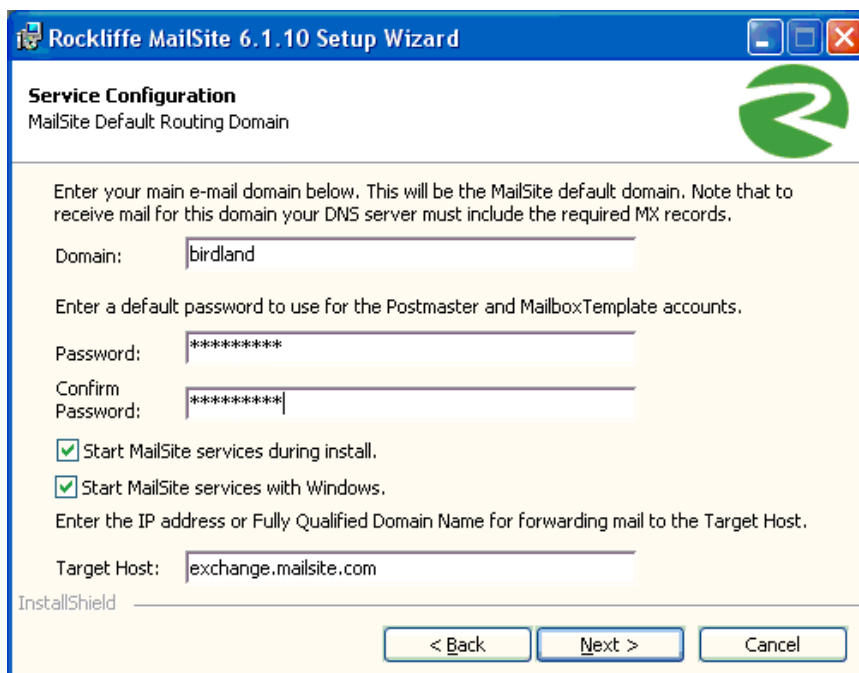 Rockliffe MailSite 6.1.10 Setup Wizard
Service Configuration
MailSite Default Routing Domain
Enter your main e-mail domain below. This will be the MailSite default domain. Note that to
receive mail for this domain your DNS server must include the required MX records.
Domain: birdland
Enter a default password to use for the Postmaster and MailboxTemplate accounts.
Password: *********
Confirm
Password: *********
Start MailSite services during install.
Start MailSite services with Windows.
Enter the IP address or Fully Qualified Domain Name for forwarding mail to the Target Host.
Target Host: exchange.mailsite.com
InstallShield
< Back Next > Cancel